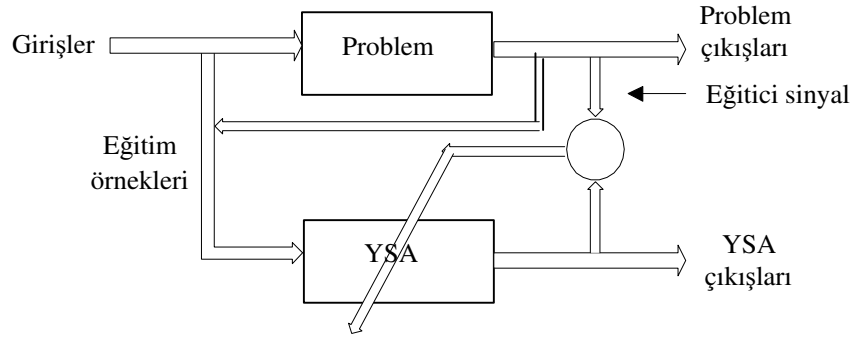 Girişler
Problem
Problem
çıkışları
Eğitici sinyal
Eğitim
örnekleri
YSA
YSA
çıkışları